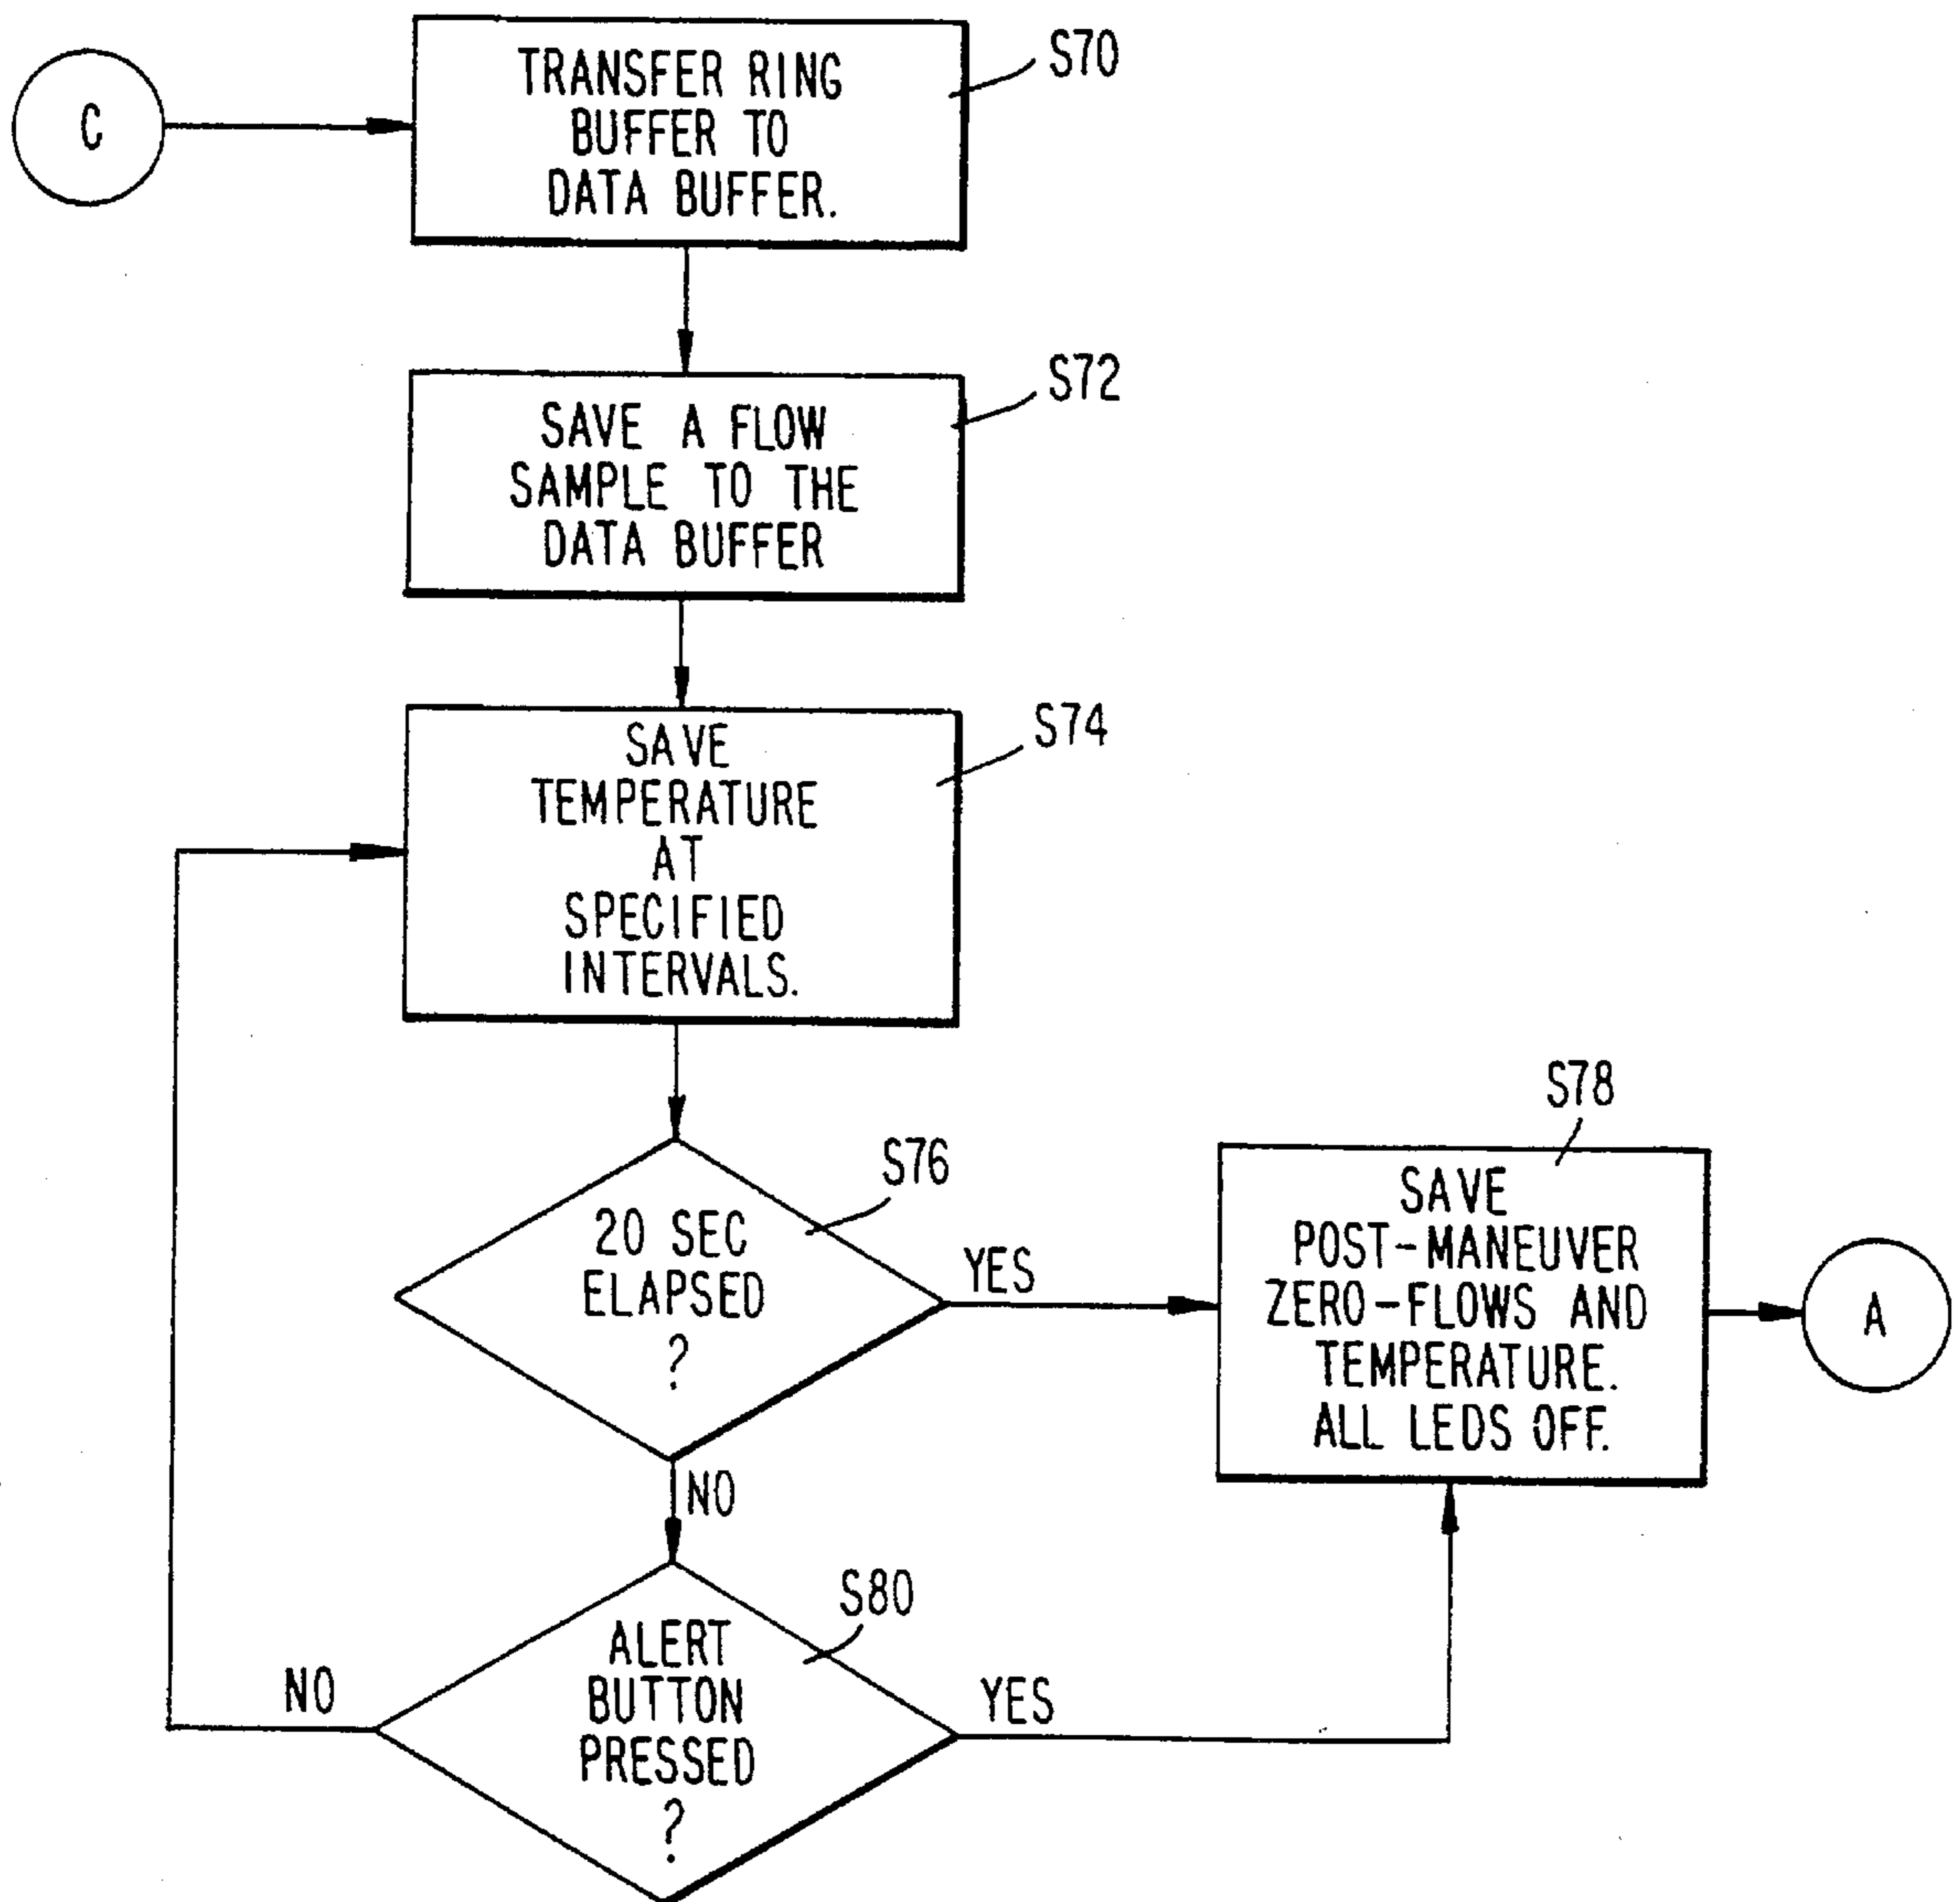 C
TRANSFER RING
BUFFER TO
DATA BUFFER.
S70
SAVE A FLOW
SAMPLE TO THE
DATA BUFFER
S72
SAVE
TEMPERATURE
AT
SPECIFIED
INTERVALS.
S74
20 SEC
ELAPSED
?
S76
YES
NO
SAVE
POST-MANEUVER
ZERO-FLOWS AND
TEMPERATURE.
ALL LEDS OFF.
S78
A
ALERT
BUTTON
PRESSED
?
S80
NO
YES